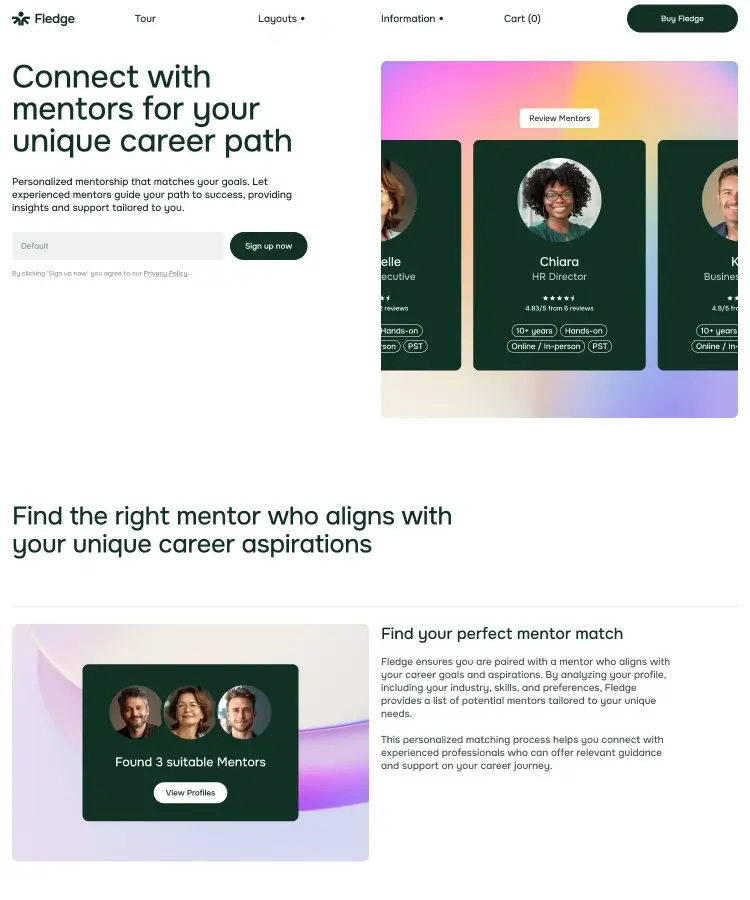 Fledge
Tour
Layouts •
Information •
Cart (0)
Buy Fledge
Connect with
mentors for your
unique career path
Personalized mentorship that matches your goals. Let
experienced mentors guide your path to success, providing
insights and support tailored to you.
Default
Sign up now
By clicking `Sign up now` you agree to our Privacy Policy.
Review Mentors
elle
ecutive
reviews
Hands-on
rson
PST
Chiara
HR Director
4.83/5 from 6 reviews
10+ years
Hands-on
Online / In-person
PST
K
Busines
4.9/5 fro
10+ years
Online / In-
Find the right mentor who aligns with
your unique career aspirations
Found 3 suitable Mentors
View Profiles
Find your perfect mentor match
Fledge ensures you are paired with a mentor who aligns with
your career goals and aspirations. By analyzing your profile,
including your industry, skills, and preferences, Fledge
provides a list of potential mentors tailored to your unique
needs.
This personalized matching process helps you connect with
experienced professionals who can offer relevant guidance
and support on your career journey.